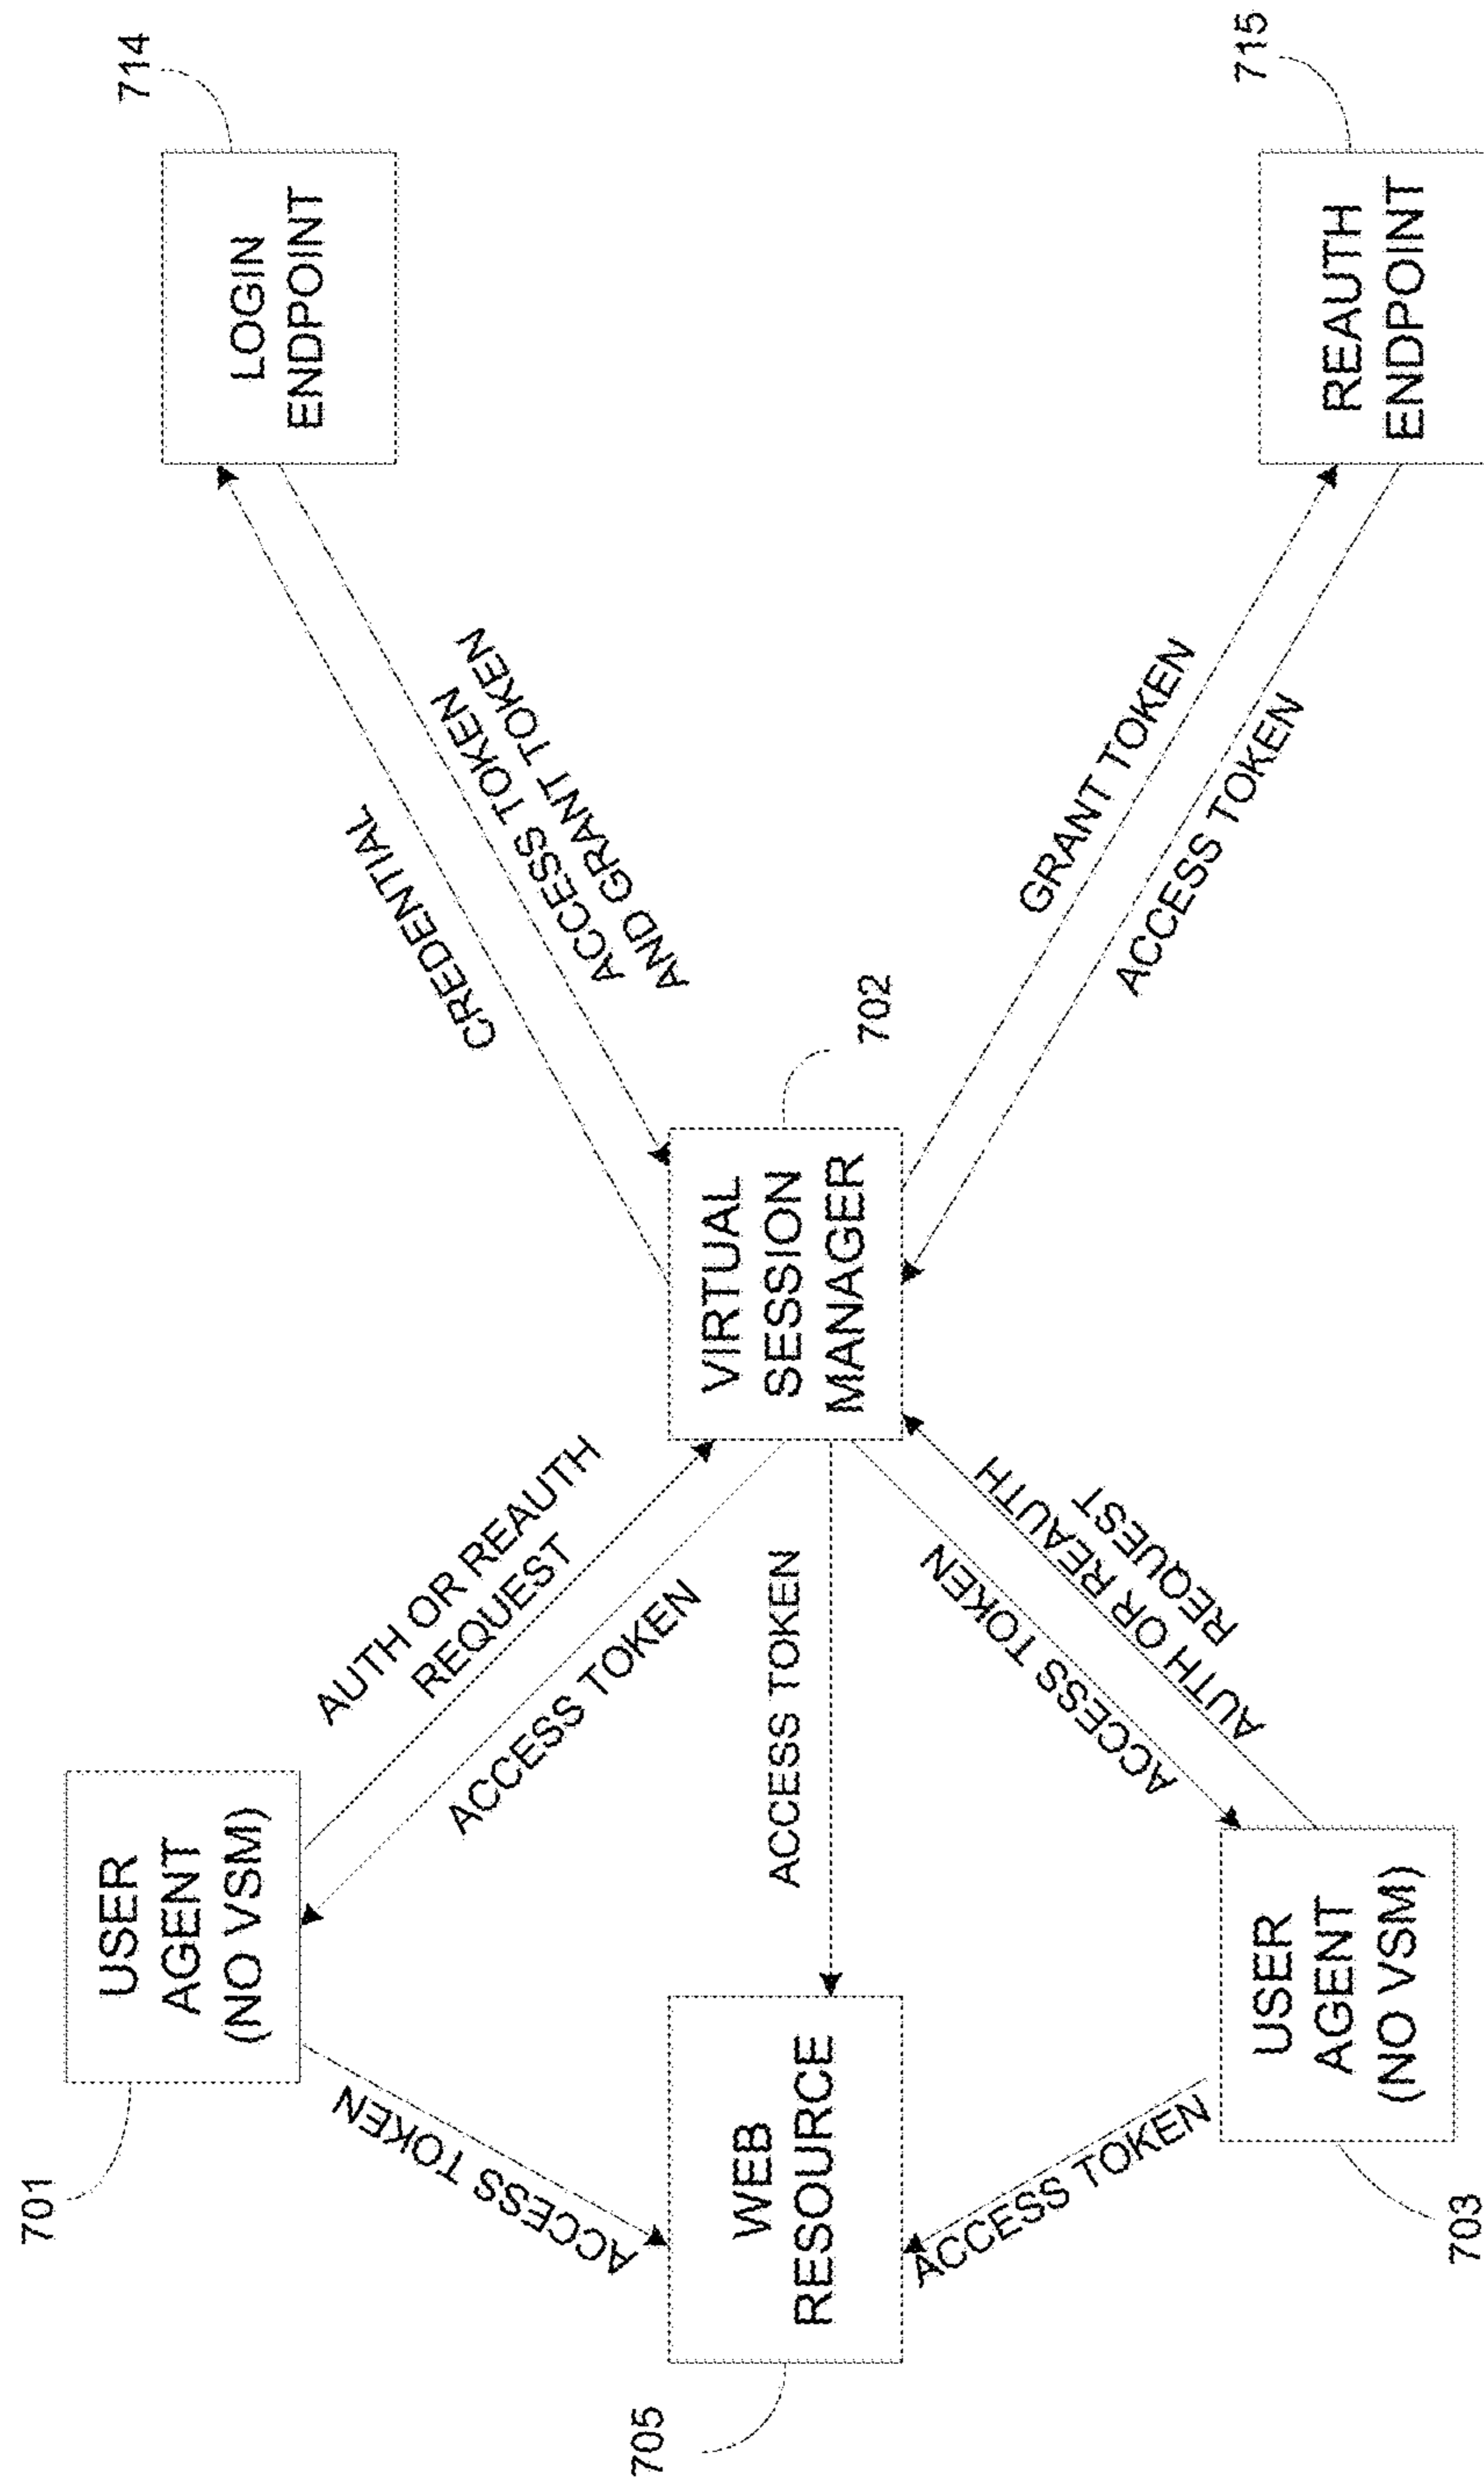 701
USER
AGENT
(NO VSM)
AUTH OR REAUTH
REQUEST
ACCESS TOKEN
ACCESS TOKEN
705
WEB
RESOURCE
ACCESS TOKEN
VIRTUAL
SESSION
MANAGER
702
CREDENTIAL
ACCESS TOKEN
AND GRANT TOKEN
LOGIN
ENDPOINT
714
703
USER
AGENT
(NO VSM)
ACCESS TOKEN
ACCESS TOKEN
AUTH OR REAUTH
REQUEST
GRANT TOKEN
ACCESS TOKEN
REAUTH
ENDPOINT
715